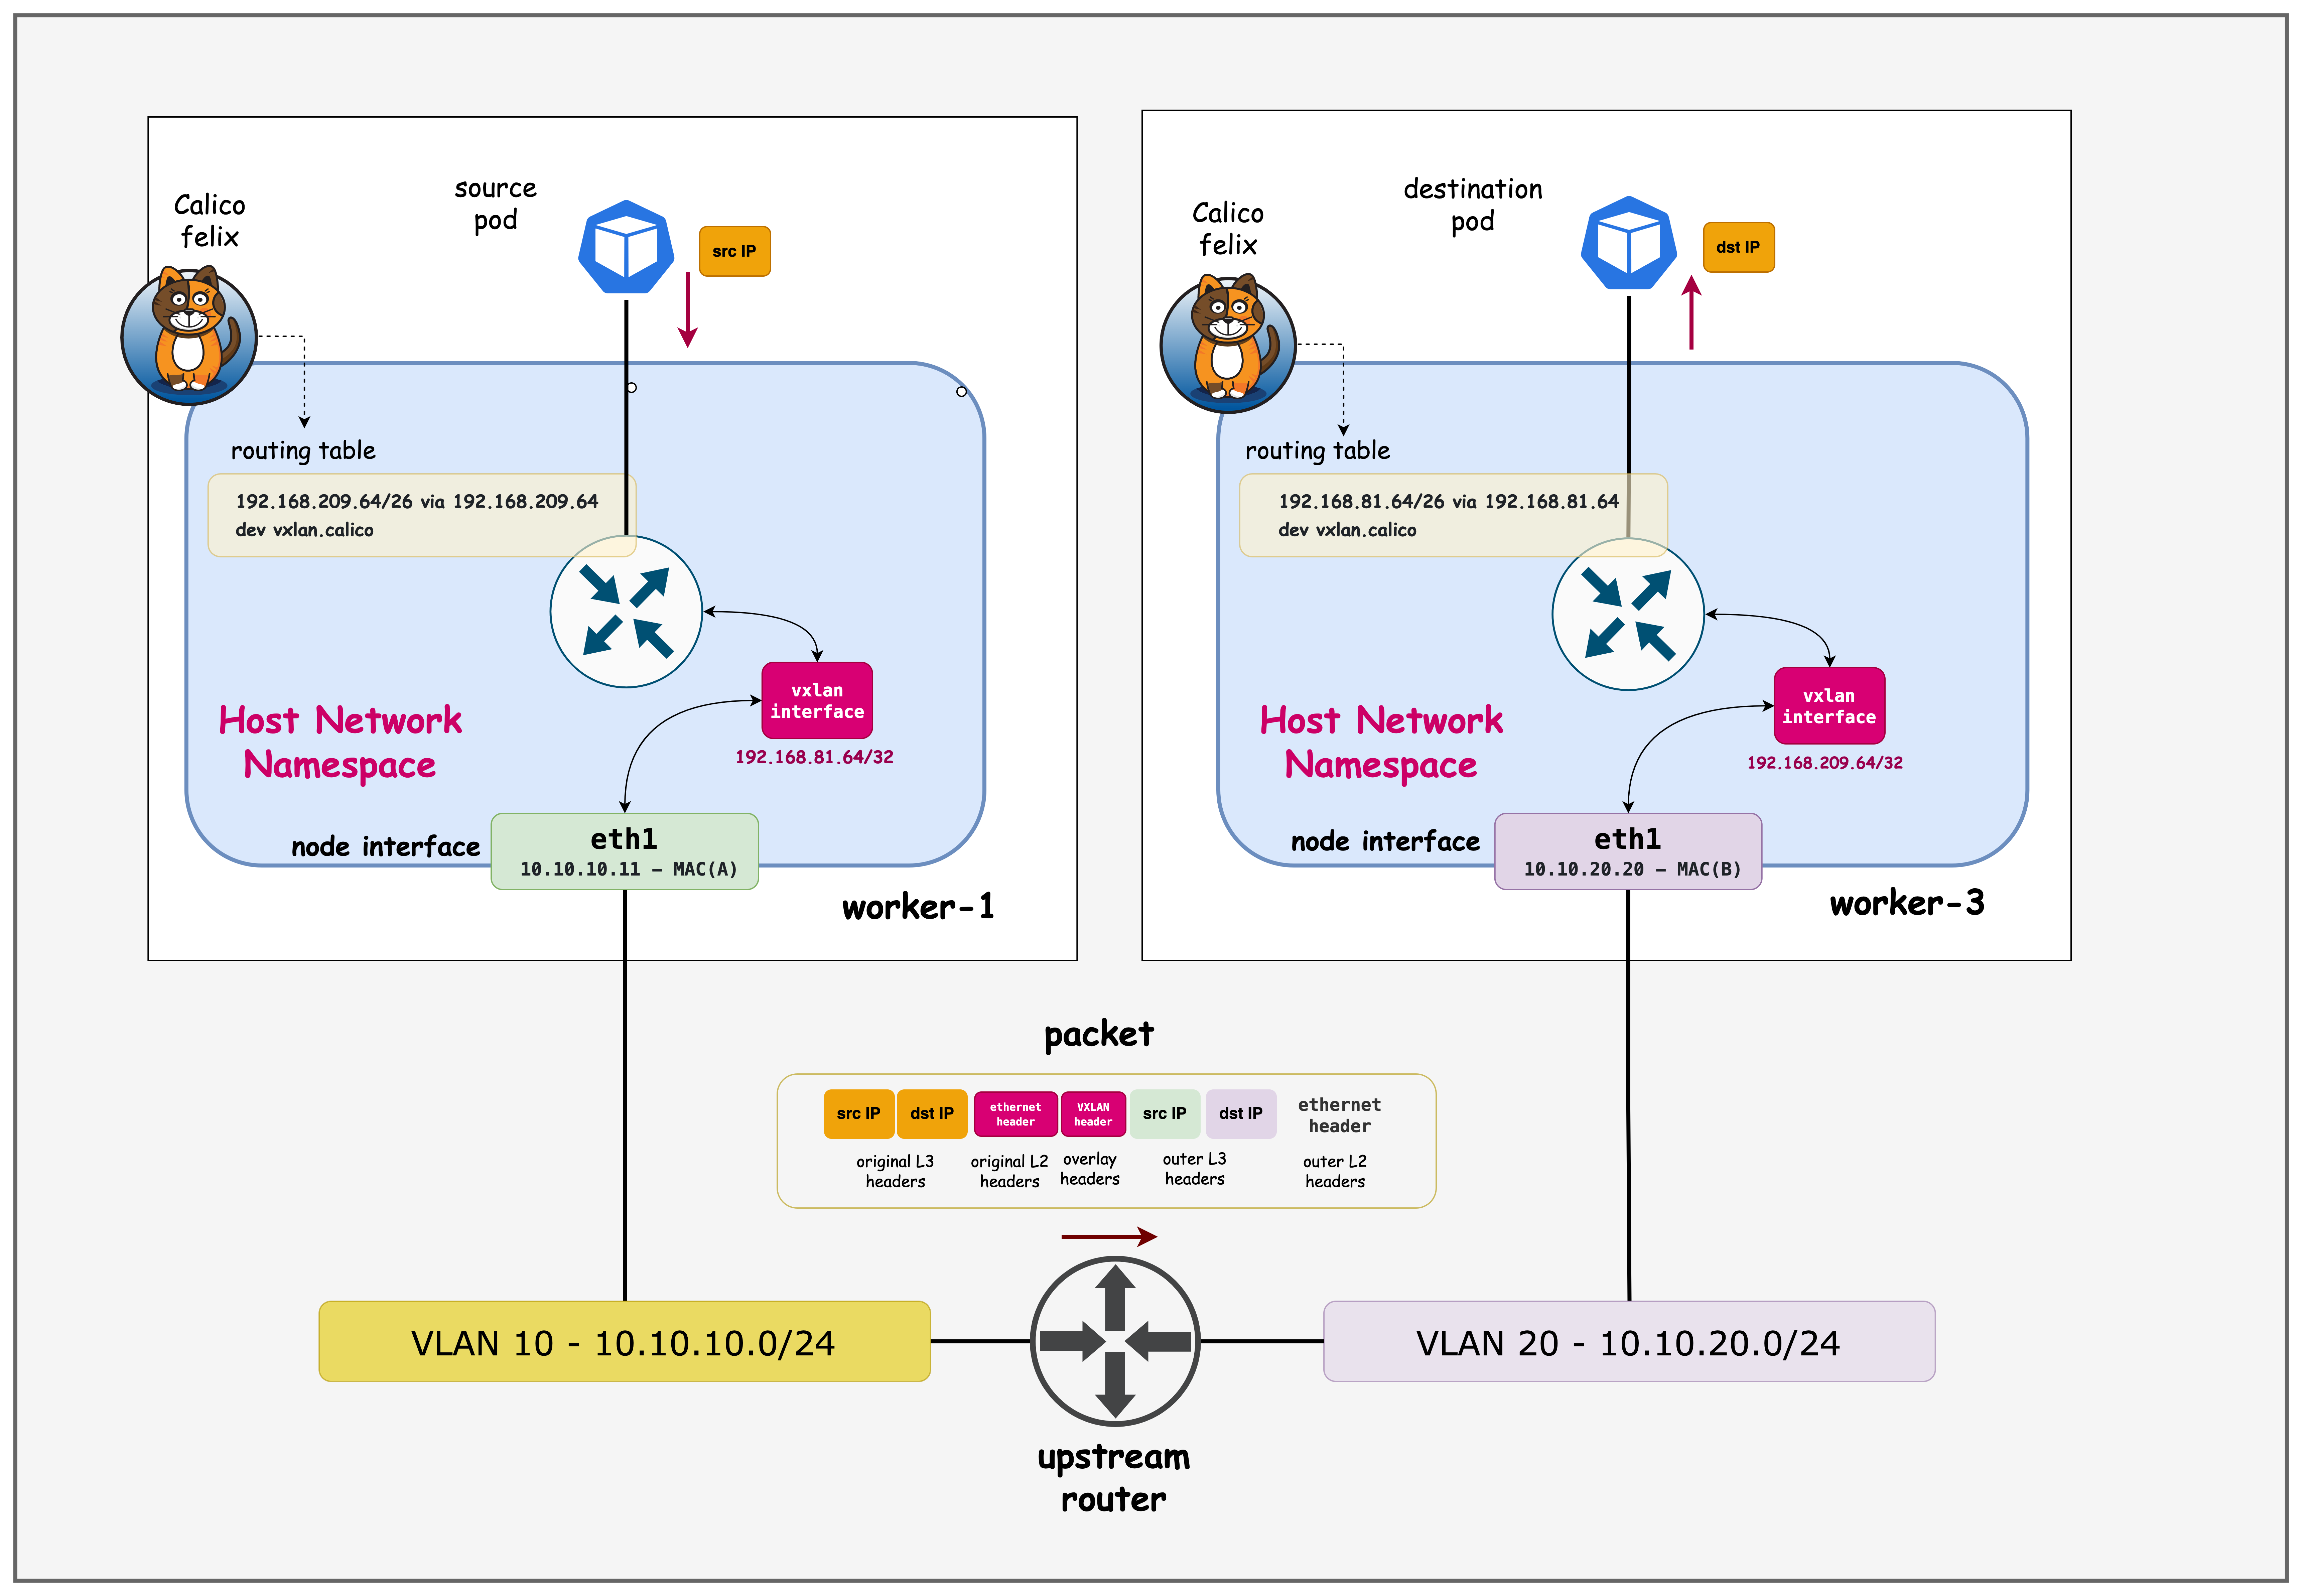 Calico
felix
source
pod
src IP
routing table
192.168.209.64/26 via 192.168.209.64
dev vxlan.calico
vxlan
interface
192.168.81.64/32
Host Network
Namespace
node interface
eth1
10.10.10.11 – MAC(A)
worker-1
Calico
felix
destination
pod
dst IP
routing table
192.168.81.64/26 via 192.168.81.64
dev vxlan.calico
vxlan
interface
192.168.209.64/32
Host Network
Namespace
node interface
eth1
10.10.20.20 – MAC(B)
worker-3
packet
src IP
dst IP
ethernet
header
VXLAN
header
src IP
dst IP
ethernet
header
original L3
headers
original L2
headers
overlay
headers
outer L3
headers
outer L2
headers
VLAN 10 - 10.10.10.0/24
VLAN 20 - 10.10.20.0/24
upstream
router